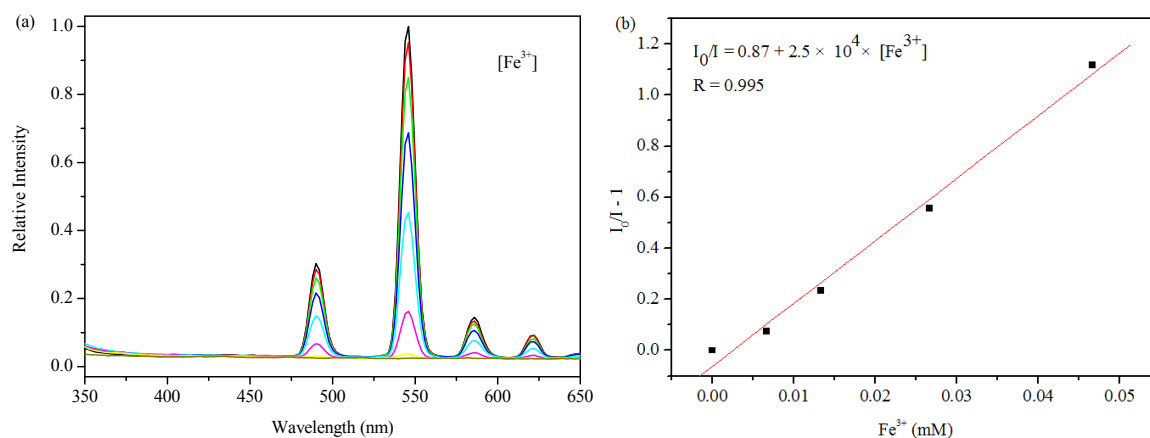 (a)
1.0
0.8
0.6
0.4
0.2
0.0
Relative Intensity
[Fe³⁺]
350 400 450 500 550 600 650
Wavelength (nm)
(b)
I₀/I = 0.87 + 2.5 × 10⁴ × [Fe³⁺]
R = 0.995
1.2
1.0
0.8
0.6
0.4
0.2
0.0
I₀/I - 1
0.00 0.01 0.02 0.03 0.04 0.05
Fe³⁺ (mM)